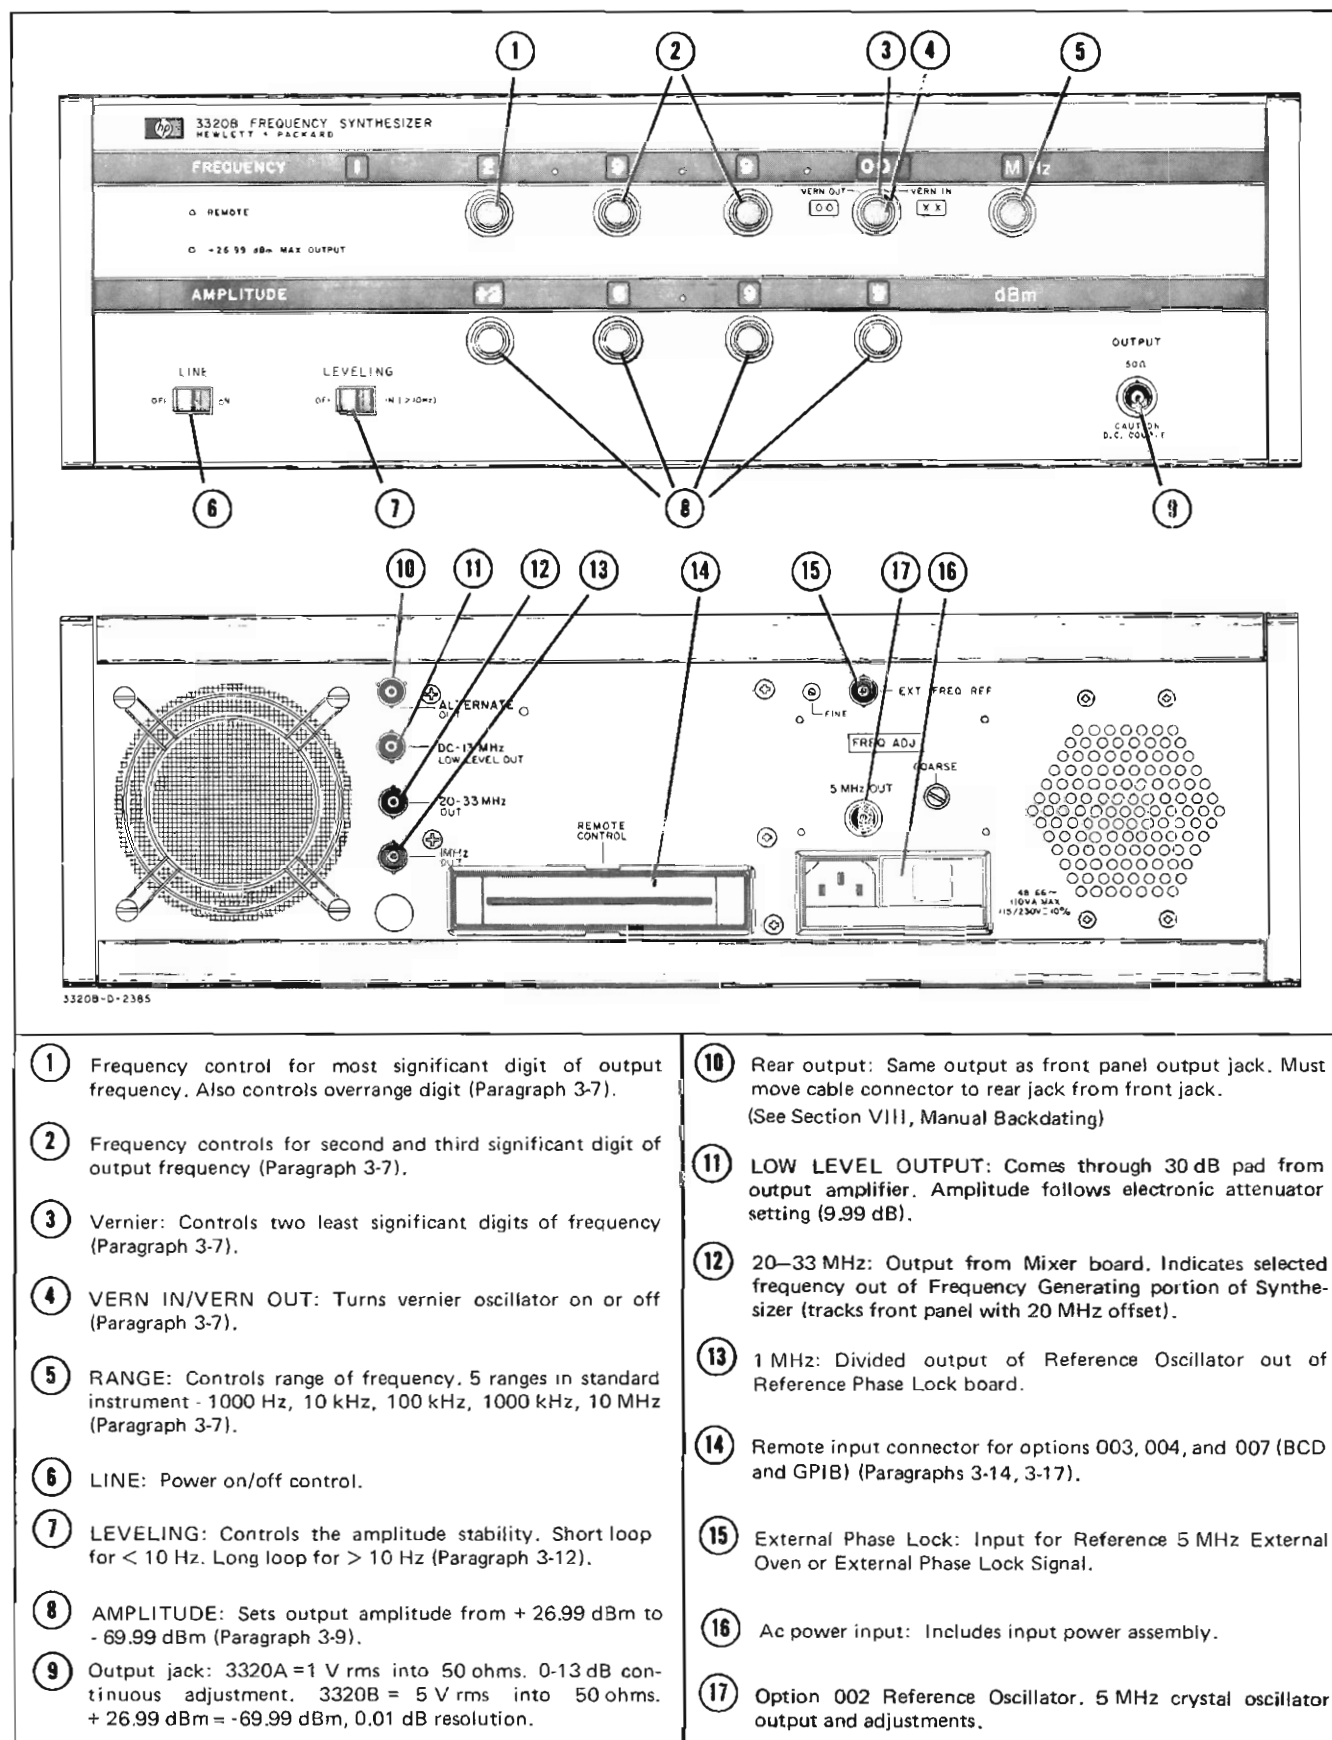 1 2 3 4 5
hp 3320B FREQUENCY SYNTHESIZER
HEWLETT • PACKARD
FREQUENCY 1 2 . 9 . 9 . 00 MHz
VERN OUT VERN IN
00 XX
REMOTE
+26.99 dBm MAX OUTPUT
AMPLITUDE +2 6 . 9 dBm
OUTPUT
50Ω
LINE LEVELING
OFF ON OFF IN (>10Hz)
CAUTION
D.C. COUPLE
6 7 8 9
10 11 12 13 14 15 17 16
ALTERNATE
OUT
EXT FREQ REF
FINE
DC-13 MHz
LOW LEVEL OUT
FREQ ADJ
COARSE
5 MHz OUT
20-33 MHz
OUT
REMOTE
CONTROL
1MHz
OUT
48-66~
110VA MAX
115/230V ±10%
3320B-D-2385
1 Frequency control for most significant digit of output
frequency. Also controls overrange digit (Paragraph 3-7).
2 Frequency controls for second and third significant digit of
output frequency (Paragraph 3-7).
3 Vernier: Controls two least significant digits of frequency
(Paragraph 3-7).
4 VERN IN/VERN OUT: Turns vernier oscillator on or off
(Paragraph 3-7).
5 RANGE: Controls range of frequency. 5 ranges in standard
instrument - 1000 Hz, 10 kHz, 100 kHz, 1000 kHz, 10 MHz
(Paragraph 3-7).
6 LINE: Power on/off control.
7 LEVELING: Controls the amplitude stability. Short loop
for < 10 Hz. Long loop for > 10 Hz (Paragraph 3-12).
8 AMPLITUDE: Sets output amplitude from + 26.99 dBm to
- 69.99 dBm (Paragraph 3-9).
9 Output jack: 3320A =1 V rms into 50 ohms. 0-13 dB con-
tinuous adjustment. 3320B = 5 V rms into 50 ohms.
+ 26.99 dBm = -69.99 dBm, 0.01 dB resolution.
10 Rear output: Same output as front panel output jack. Must
move cable connector to rear jack from front jack.
(See Section VIII, Manual Backdating)
11 LOW LEVEL OUTPUT: Comes through 30 dB pad from
output amplifier. Amplitude follows electronic attenuator
setting (9.99 dB).
12 20–33 MHz: Output from Mixer board. Indicates selected
frequency out of Frequency Generating portion of Synthe-
sizer (tracks front panel with 20 MHz offset).
13 1 MHz: Divided output of Reference Oscillator out of
Reference Phase Lock board.
14 Remote input connector for options 003, 004, and 007 (BCD
and GPIB) (Paragraphs 3-14, 3-17).
15 External Phase Lock: Input for Reference 5 MHz External
Oven or External Phase Lock Signal.
16 Ac power input: Includes input power assembly.
17 Option 002 Reference Oscillator. 5 MHz crystal oscillator
output and adjustments.